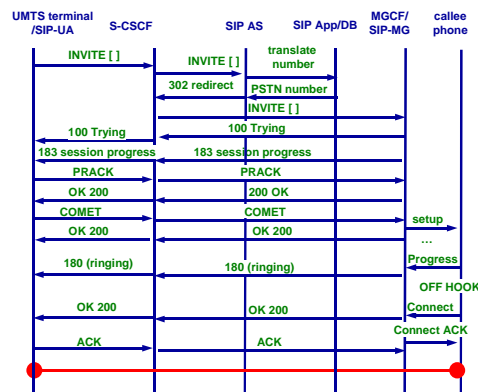 UMTS terminal
/SIP-UA
S-CSCF
SIP AS
SIP App/DB
MGCF/
SIP-MG
callee
phone
INVITE [ ]
INVITE [ ]
translate
number
302 redirect
PSTN number
INVITE [ ]
100 Trying
100 Trying
183 session progress
183 session progress
PRACK
PRACK
OK 200
200 OK
COMET
COMET
setup
OK 200
OK 200
...
180 (ringing)
180 (ringing)
Progress
OFF HOOK
OK 200
OK 200
Connect
Connect ACK
ACK
ACK